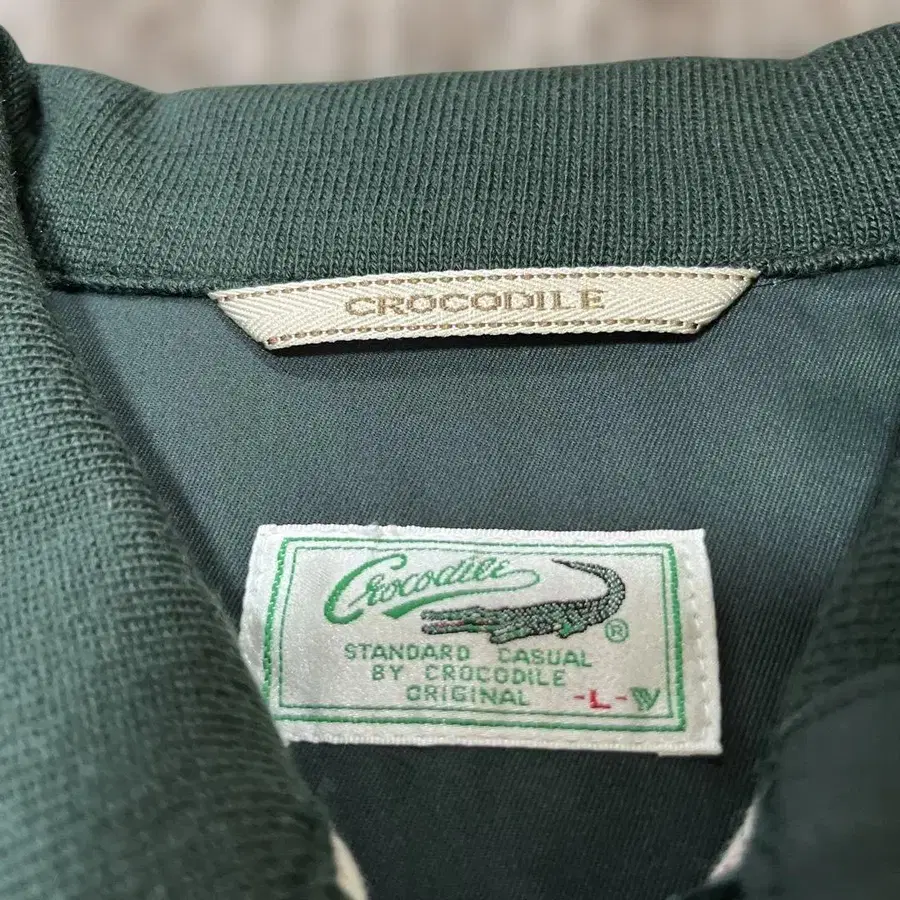 CROCODILE
Crocodile
®
STANDARD CASUAL
BY CROCODILE
ORIGINAL -L-